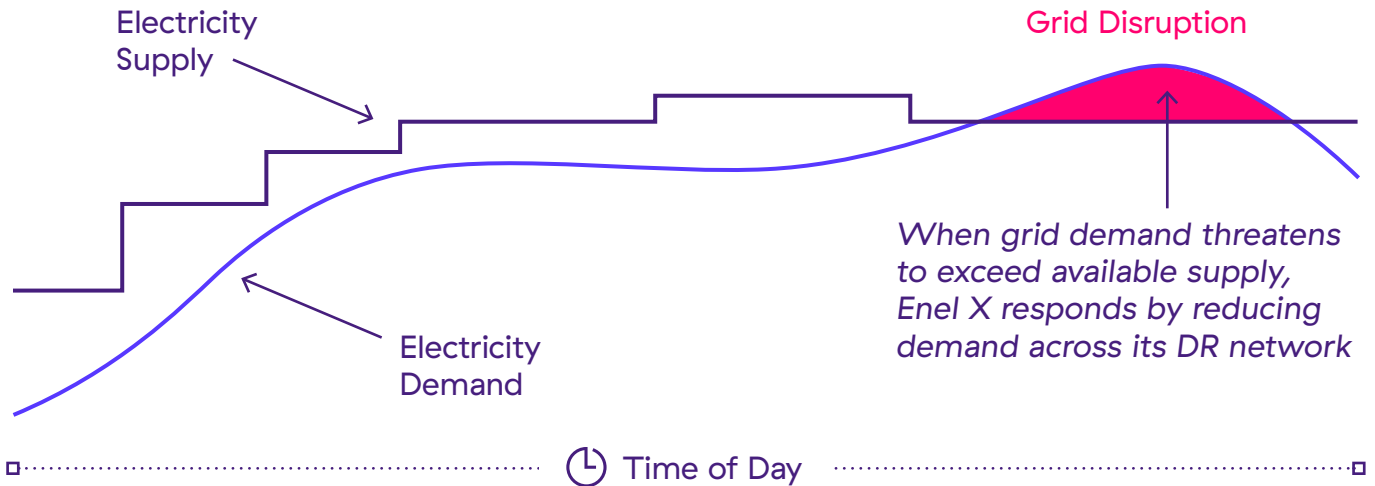 Electricity
Supply
Grid Disruption
When grid demand threatens
to exceed available supply,
Enel X responds by reducing
demand across its DR network
Electricity
Demand
Time of Day